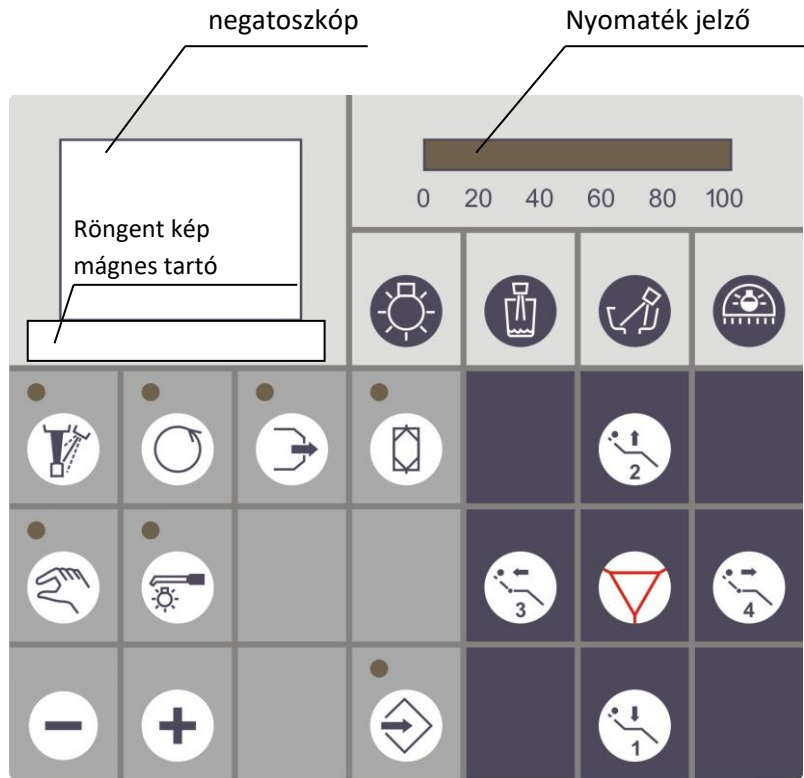 negatoszkóp
Nyomaték jelző
0 20 40 60 80 100
Röngent kép
mágnes tartó
2
3
4
1